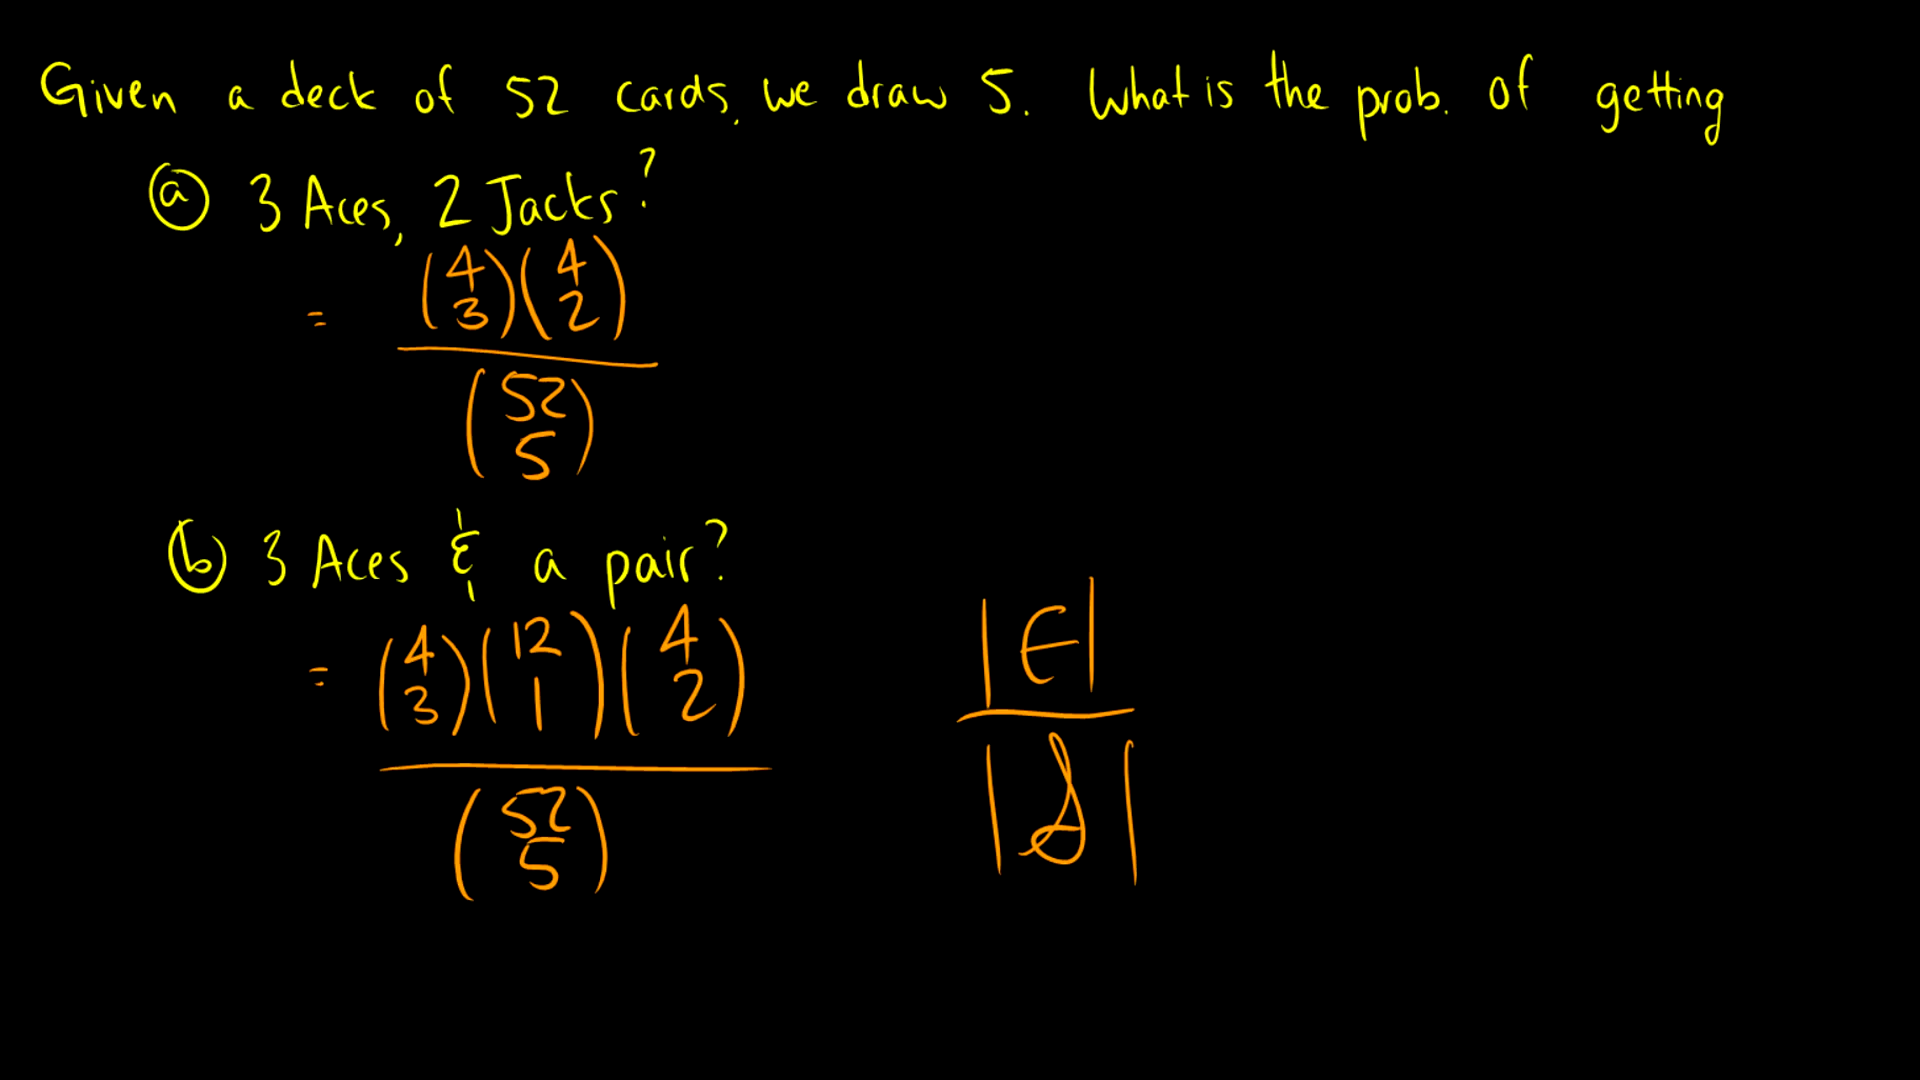 Given a deck of 52 cards, we draw 5. What is the prob. of getting
(a) 3 Aces, 2 Jacks?
= (4 3)(4 2)
(52 5)
(b) 3 Aces & a pair?
= (4 3)(12 1)(4 2)
(52 5)
|E|
|S|